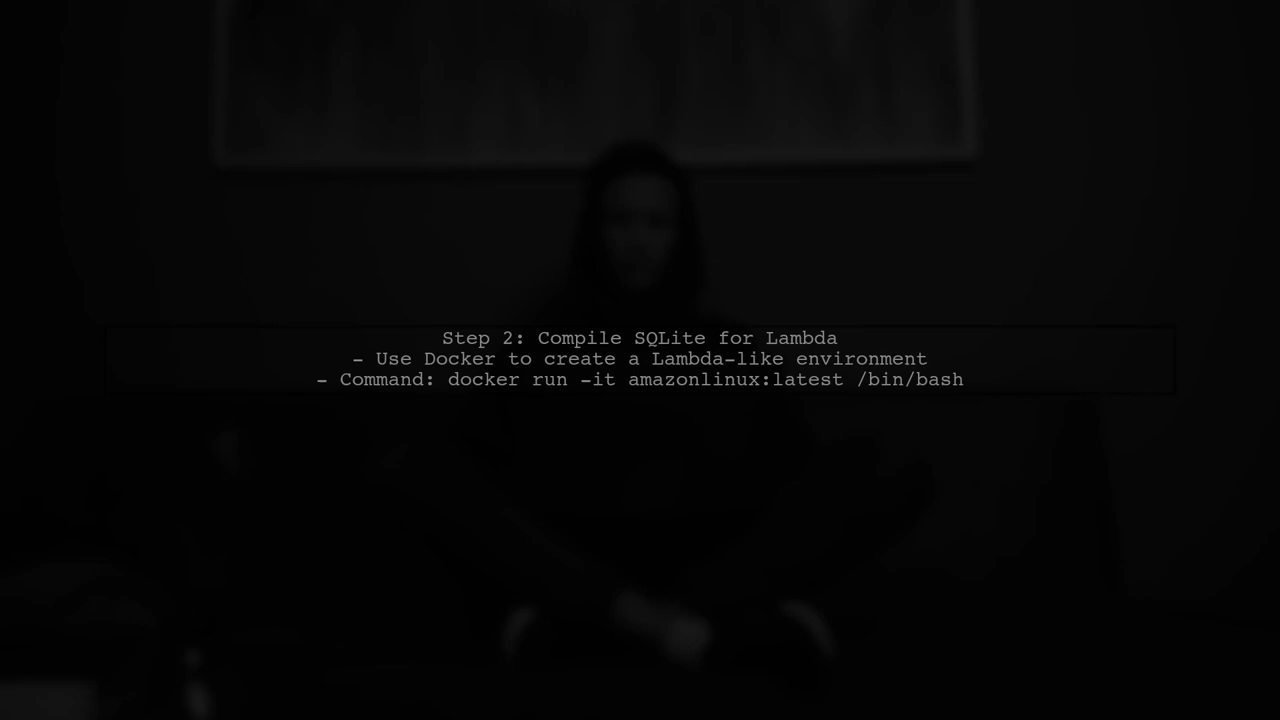 Step 2: Compile SQLite for Lambda
- Use Docker to create a Lambda-like environment
- Command: docker run -it amazonlinux:latest /bin/bash